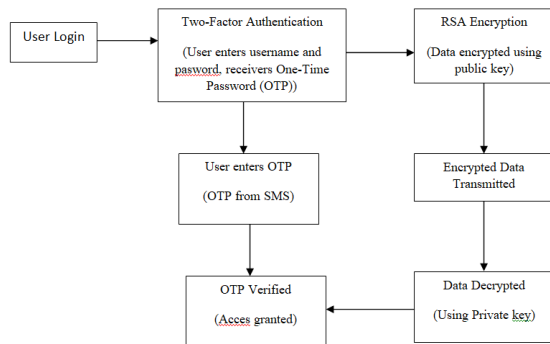 User Login
Two-Factor Authentication
(User enters username and
pasword, receivers One-Time
Password (OTP))
RSA Encryption
(Data encrypted using
public key)
User enters OTP
(OTP from SMS)
Encrypted Data
Transmitted
OTP Verified
(Acces granted)
Data Decrypted
(Using Private key)